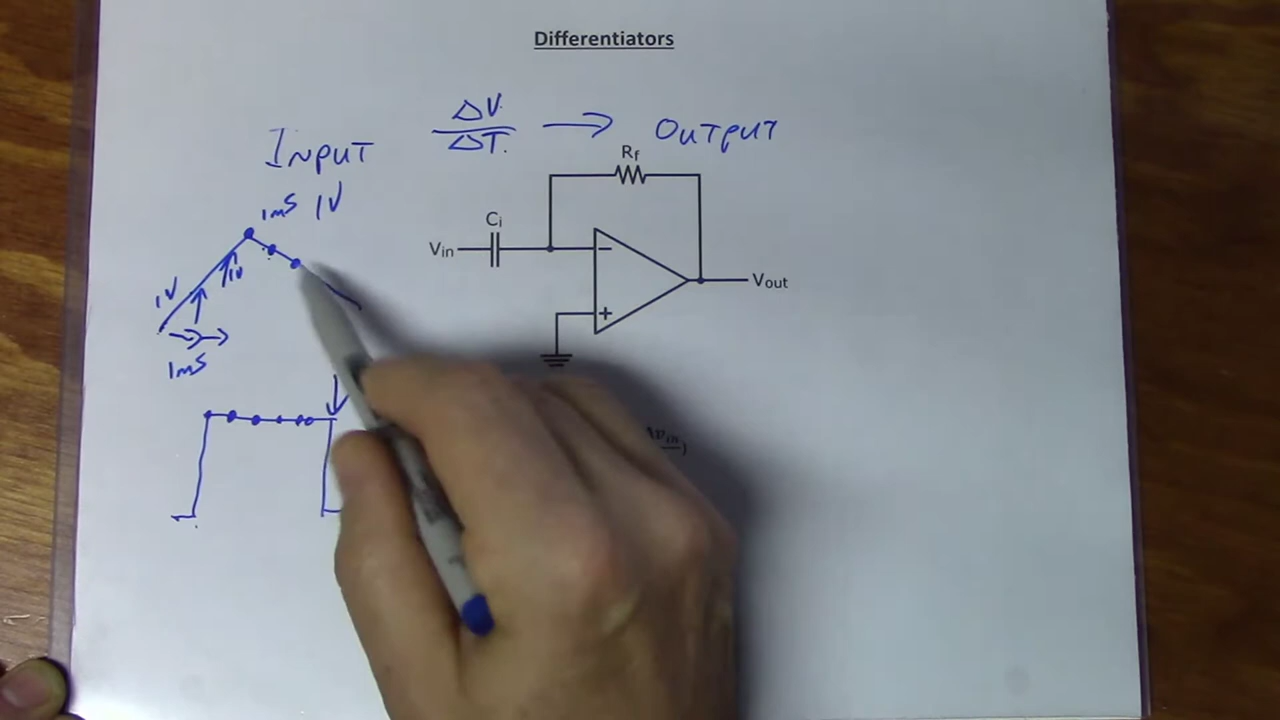 Differentiators
ΔV
ΔT. → OUTPUT
INPUT
1mS 1V
Rf
Ci
Vin
1V
1V
−
Vout
+
1mS